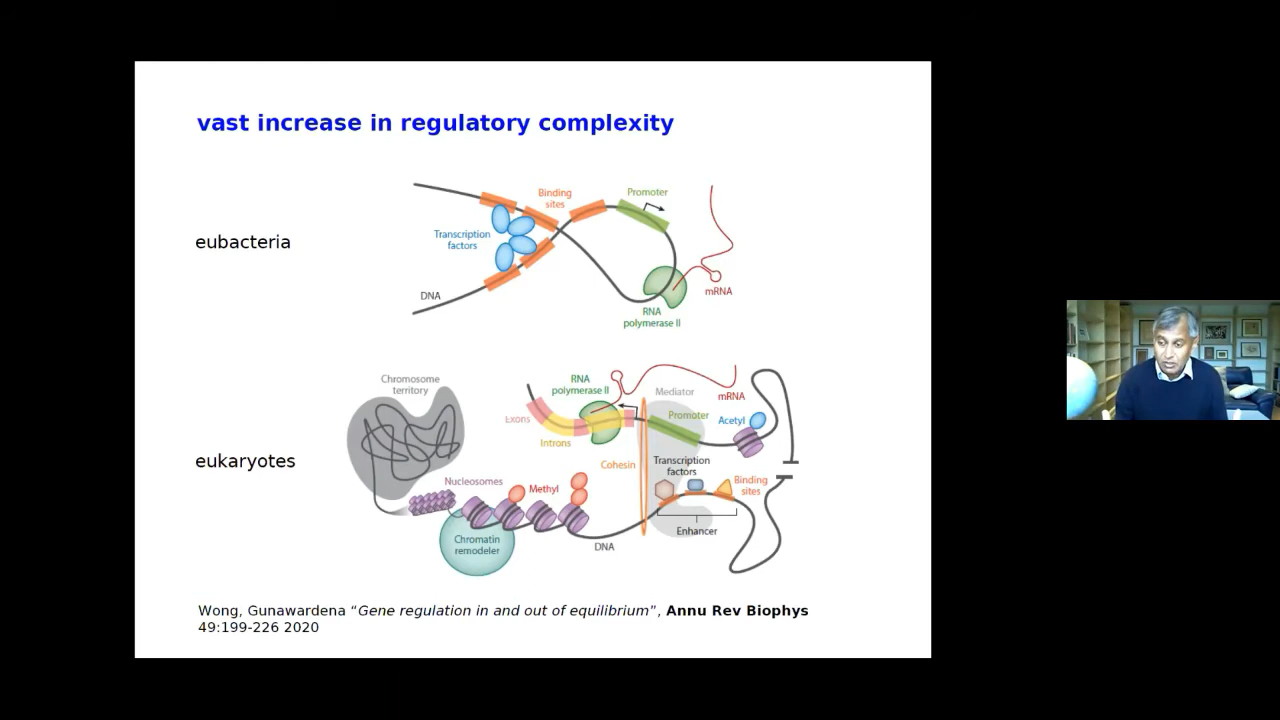 vast increase in regulatory complexity
eubacteria
Binding
sites
Promoter
Transcription
factors
DNA
mRNA
RNA
polymerase II
eukaryotes
Chromosome
territory
RNA
polymerase II
Mediator
mRNA
Exons
Promoter
Acetyl
Introns
Cohesin
Transcription
factors
Nucleosomes
Methyl
Binding
sites
Enhancer
Chromatin
remodeler
DNA
Wong, Gunawardena “Gene regulation in and out of equilibrium”, Annu Rev Biophys
49:199-226 2020